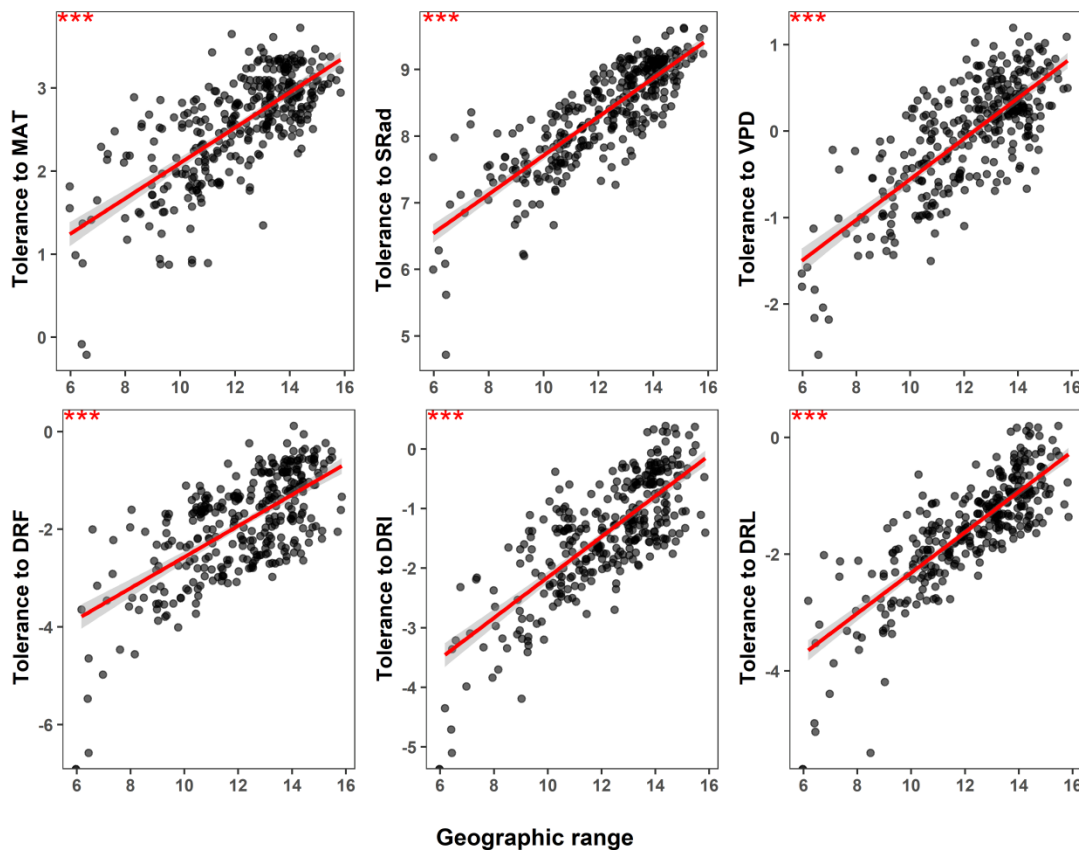 ***
Tolerance to MAT
3
2
1
0
6 8 10 12 14 16
***
Tolerance to SRad
9
8
7
6
5
6 8 10 12 14 16
***
Tolerance to VPD
1
0
-1
-2
6 8 10 12 14 16
***
Tolerance to DRF
0
-2
-4
-6
6 8 10 12 14 16
***
Tolerance to DRI
0
-1
-2
-3
-4
-5
6 8 10 12 14 16
***
Tolerance to DRL
0
-2
-4
6 8 10 12 14 16
Geographic range